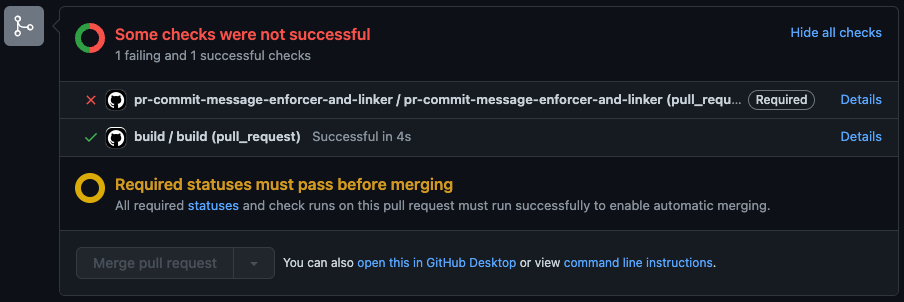 Some checks were not successful
Hide all checks
1 failing and 1 successful checks
pr-commit-message-enforcer-and-linker / pr-commit-message-enforcer-and-linker (pull_requ... Required Details
build / build (pull_request) Successful in 4s Details
Required statuses must pass before merging
All required statuses and check runs on this pull request must run successfully to enable automatic merging.
Merge pull request You can also open this in GitHub Desktop or view command line instructions.